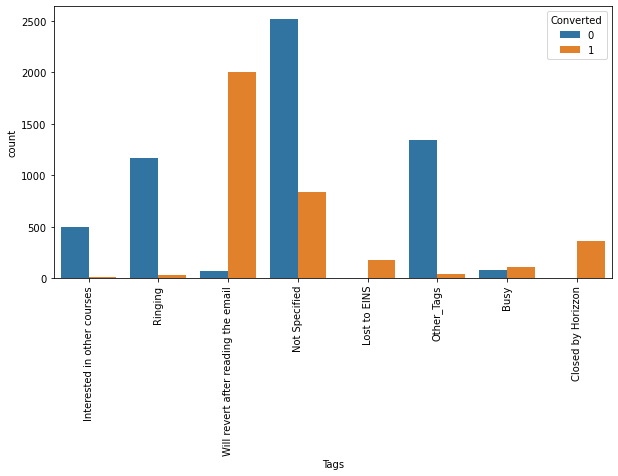 Converted
0
1
2500
2000
1500
1000
500
0
count
Interested in other courses
Ringing
Will revert after reading the email
Not Specified
Lost to EINS
Other_Tags
Busy
Closed by Horizzon
Tags